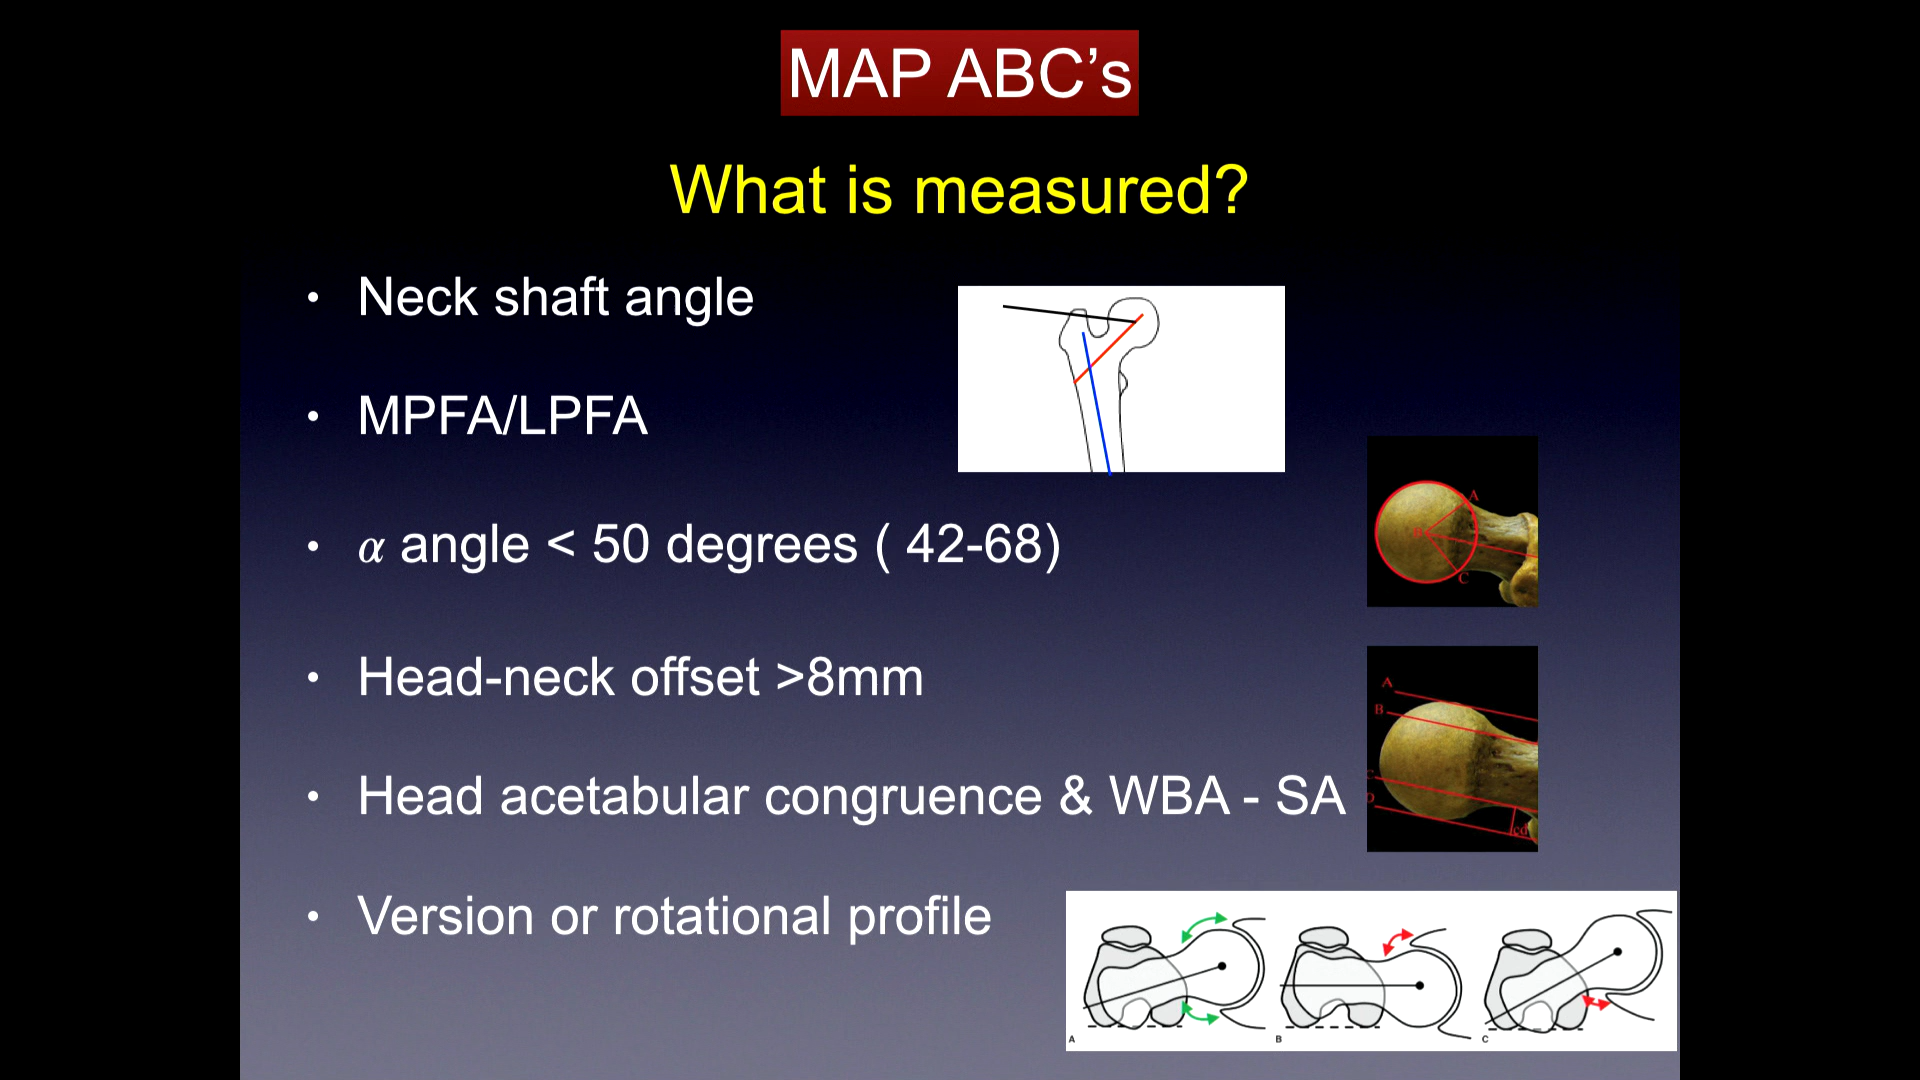 MAP ABC’s
What is measured?
• Neck shaft angle
• MPFA/LPFA
• α angle < 50 degrees ( 42-68)
A
B
C
• Head-neck offset >8mm
A
B
C
D
cd
• Head acetabular congruence & WBA - SA
• Version or rotational profile
A
B
C